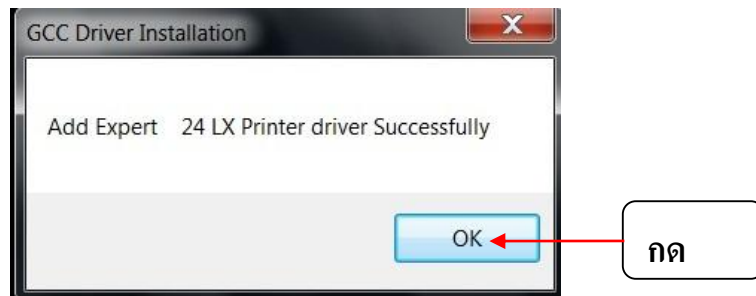 GCC Driver Installation
Add Expert    24 LX Printer driver Successfully
OK
กด